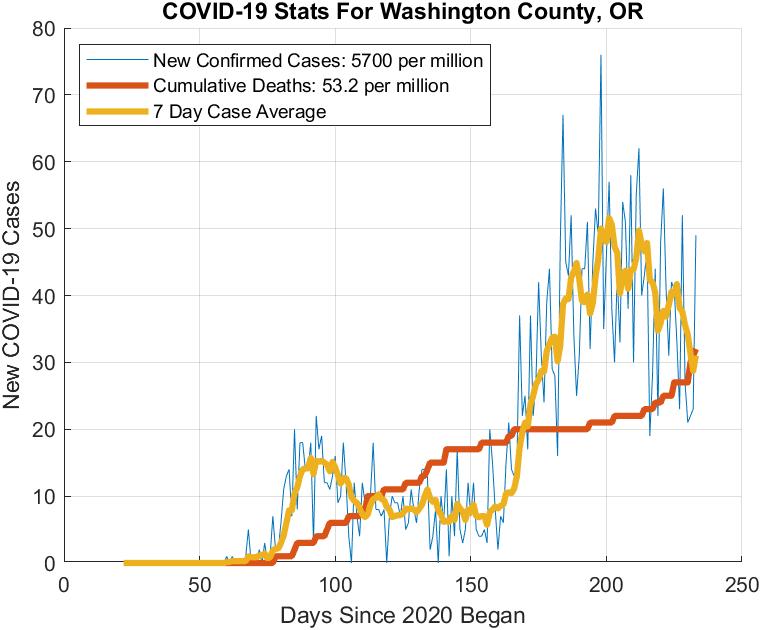 COVID-19 Stats For Washington County, OR
80
70
60
50
40
30
20
10
0
New Confirmed Cases: 5700 per million
Cumulative Deaths: 53.2 per million
7 Day Case Average
New COVID-19 Cases
0 50 100 150 200 250
Days Since 2020 Began